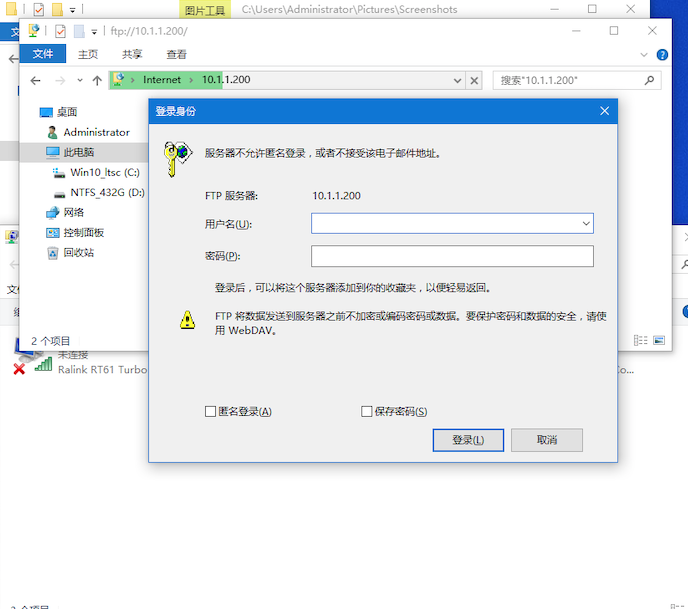 图片工具
C:\Users\Administrator\Pictures\Screenshots
ftp://10.1.1.200/
文件
主页
共享
查看
Internet
10.1.1.200
搜索"10.1.1.200"
桌面
Administrator
此电脑
Win10_ltsc (C:)
NTFS_432G (D:)
网络
控制面板
回收站
2 个项目
登录身份
服务器不允许匿名登录，或者不接受该电子邮件地址。
FTP 服务器:
10.1.1.200
用户名(U):
密码(P):
登录后，可以将这个服务器添加到你的收藏夹，以便轻易返回。
FTP 将数据发送到服务器之前不加密或编码密码或数据。要保护密码和数据的安全，请使
用 WebDAV。
匿名登录(A)
保存密码(S)
登录(L)
取消
未连接
Ralink RT61 Turbo
Co...